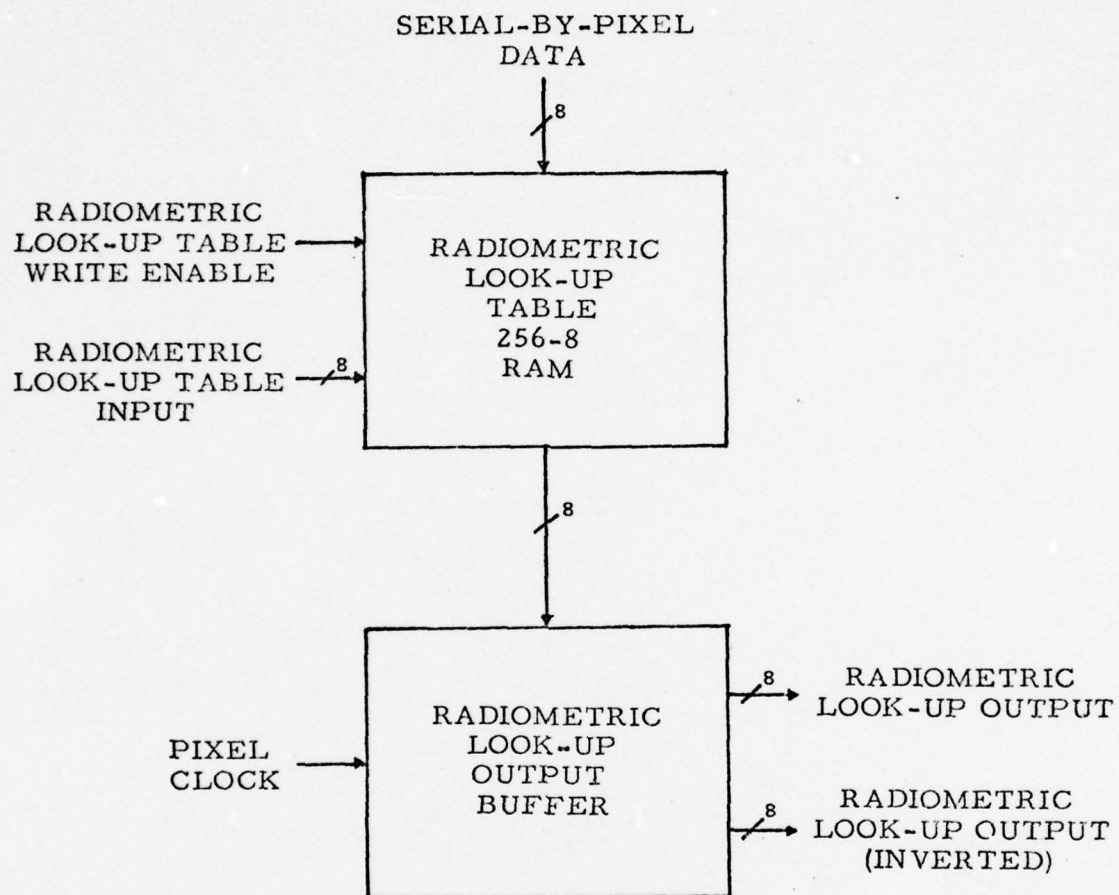 SERIAL-BY-PIXEL
DATA
8
RADIOMETRIC
LOOK-UP TABLE
WRITE ENABLE
RADIOMETRIC
LOOK-UP TABLE
INPUT
8
RADIOMETRIC
LOOK-UP
TABLE
256-8
RAM
8
PIXEL
CLOCK
RADIOMETRIC
LOOK-UP
OUTPUT
BUFFER
8
RADIOMETRIC
LOOK-UP OUTPUT
8
RADIOMETRIC
LOOK-UP OUTPUT
(INVERTED)